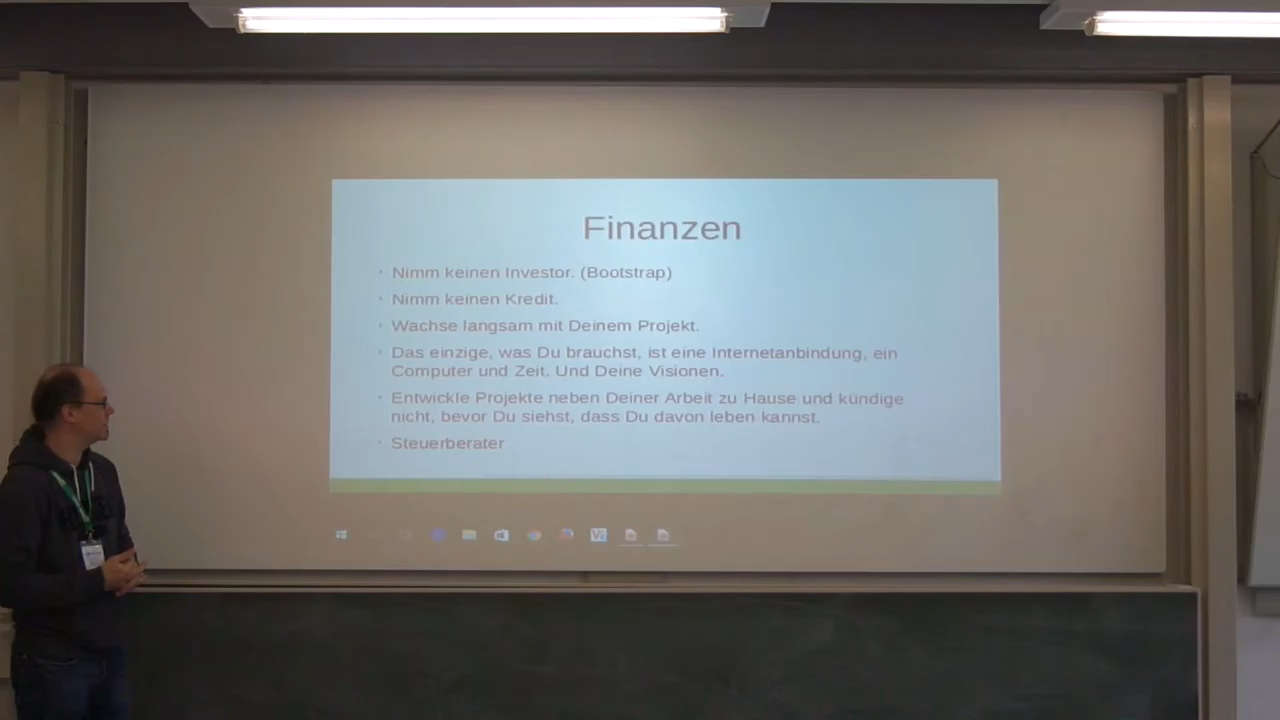 Finanzen
Nimm keinen Investor. (Bootstrap)
Nimm keinen Kredit.
Wachse langsam mit Deinem Projekt.
Das einzige, was Du brauchst, ist eine Internetanbindung, ein
Computer und Zeit. Und Deine Visionen.
Entwickle Projekte neben Deiner Arbeit zu Hause und kündige
nicht, bevor Du siehst, dass Du davon leben kannst.
Steuerberater